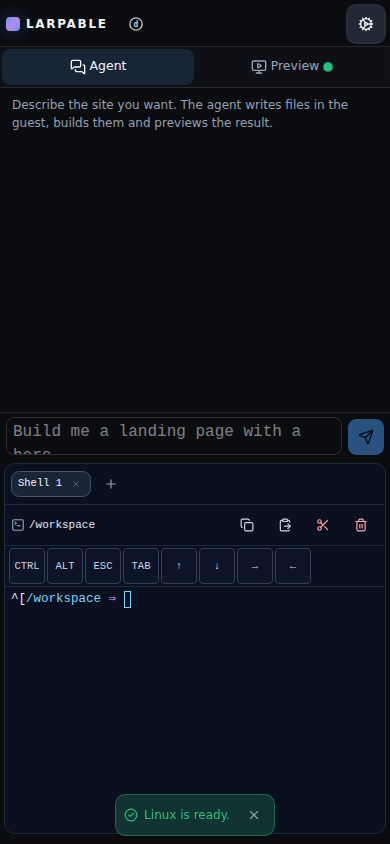 LARPABLE
d
Agent
Preview
Describe the site you want. The agent writes files in the
guest, builds them and previews the result.
Build me a landing page with a
Shell 1
/workspace
CTRL ALT ESC TAB ↑ ↓ → ←
^[/workspace ⇒
Linux is ready.